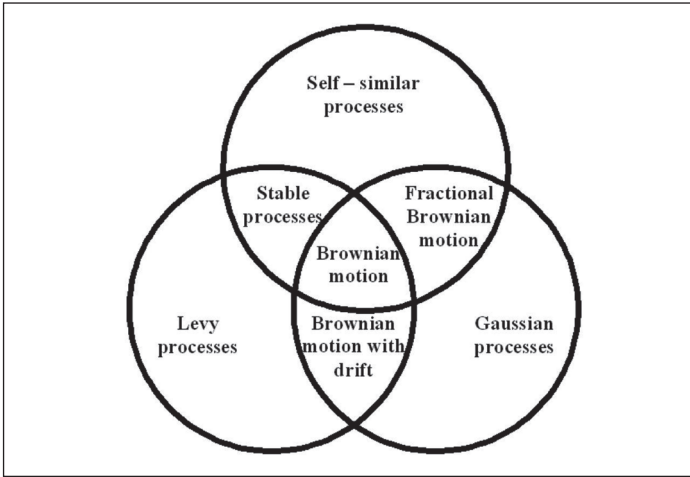 Self – similar
processes
Stable
processes
Fractional
Brownian
motion
Brownian
motion
Levy
processes
Brownian
motion with
drift
Gaussian
processes